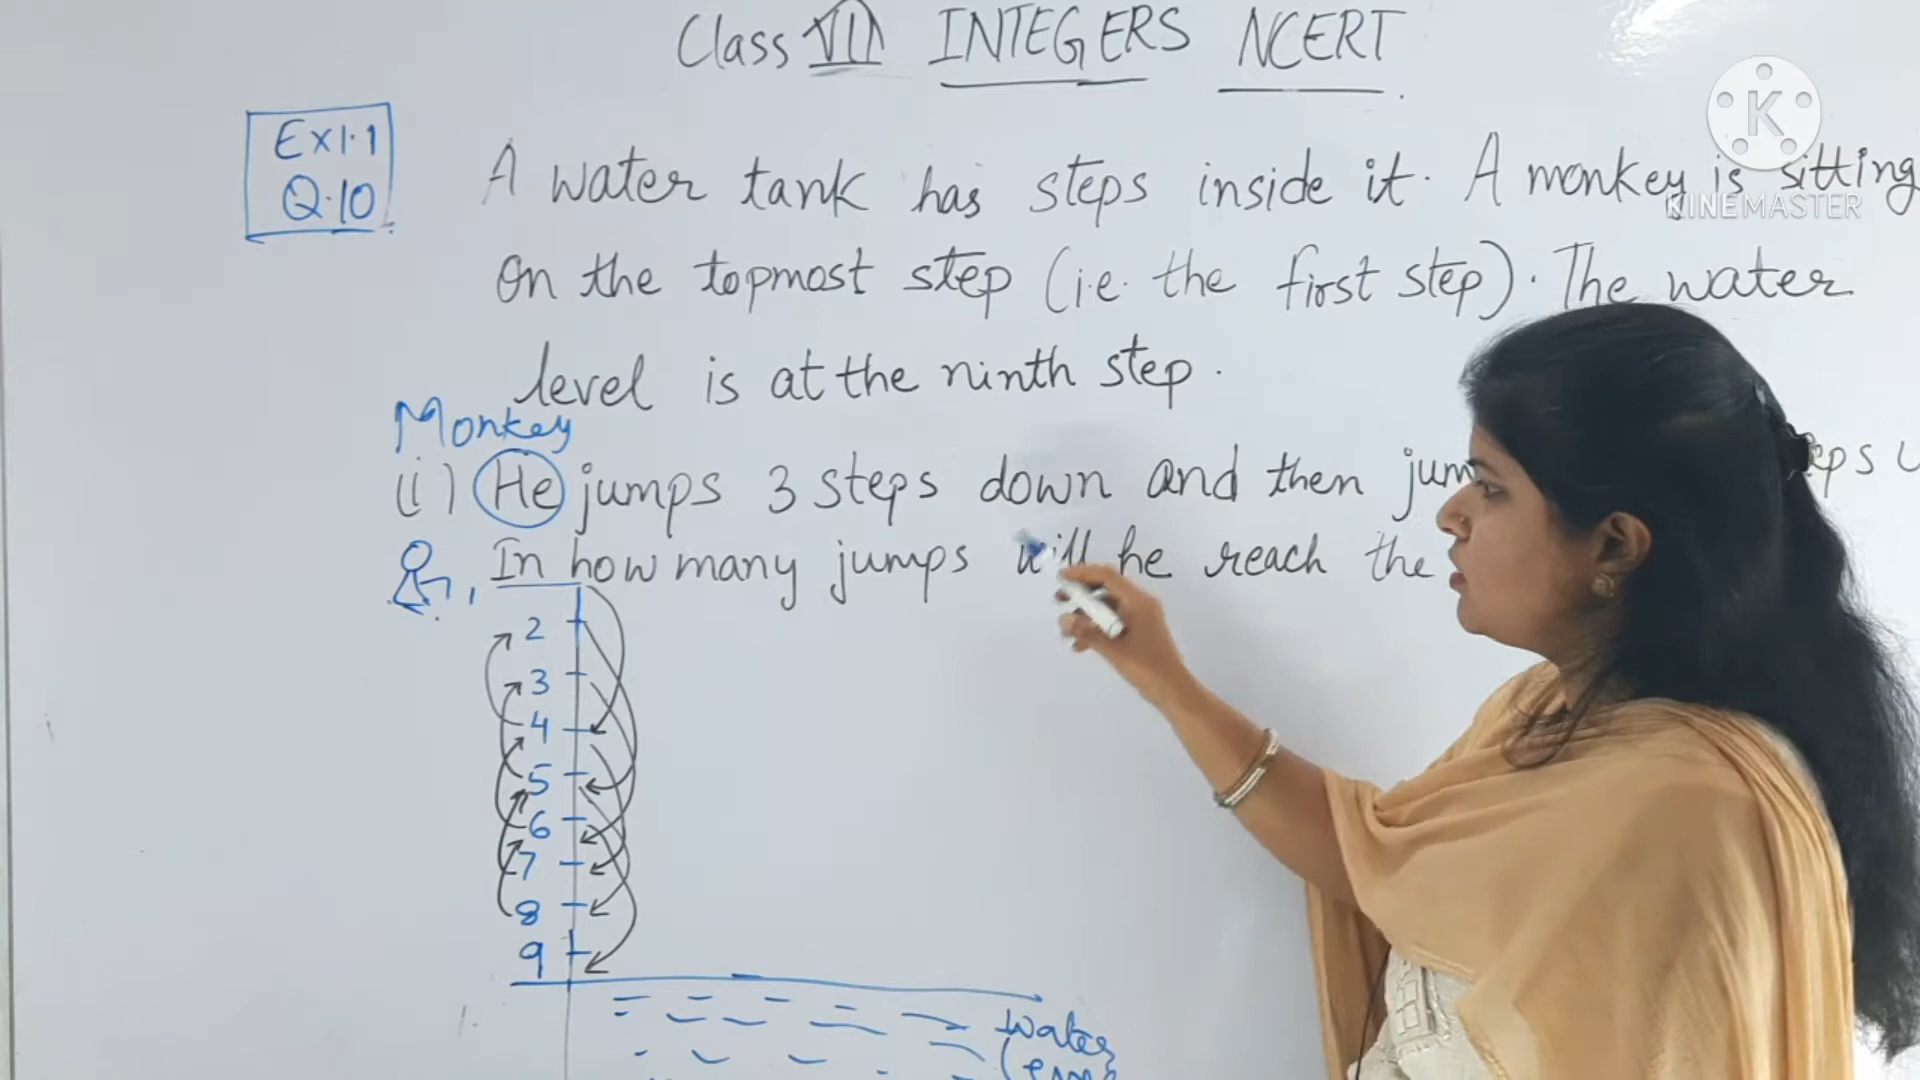 Class VII INTEGERS NCERT
Ex 1.1
Q.10
A water tank has steps inside it. A monkey is sitting
on the topmost step (i.e. the first step). The water
level is at the ninth step.
Monkey
(i) He jumps 3 steps down and then
In how many jumps will he reach the
1
2
3
4
5
6
7
8
9
water
K
KINEMASTER